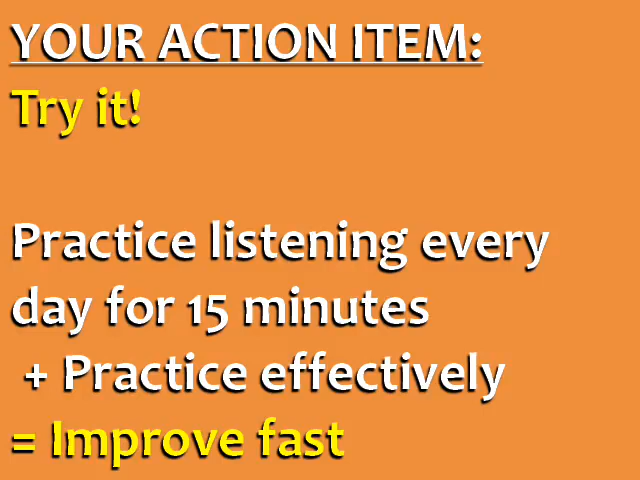 YOUR ACTION ITEM:
Try it!
Practice listening every
day for 15 minutes
+ Practice effectively
= Improve fast